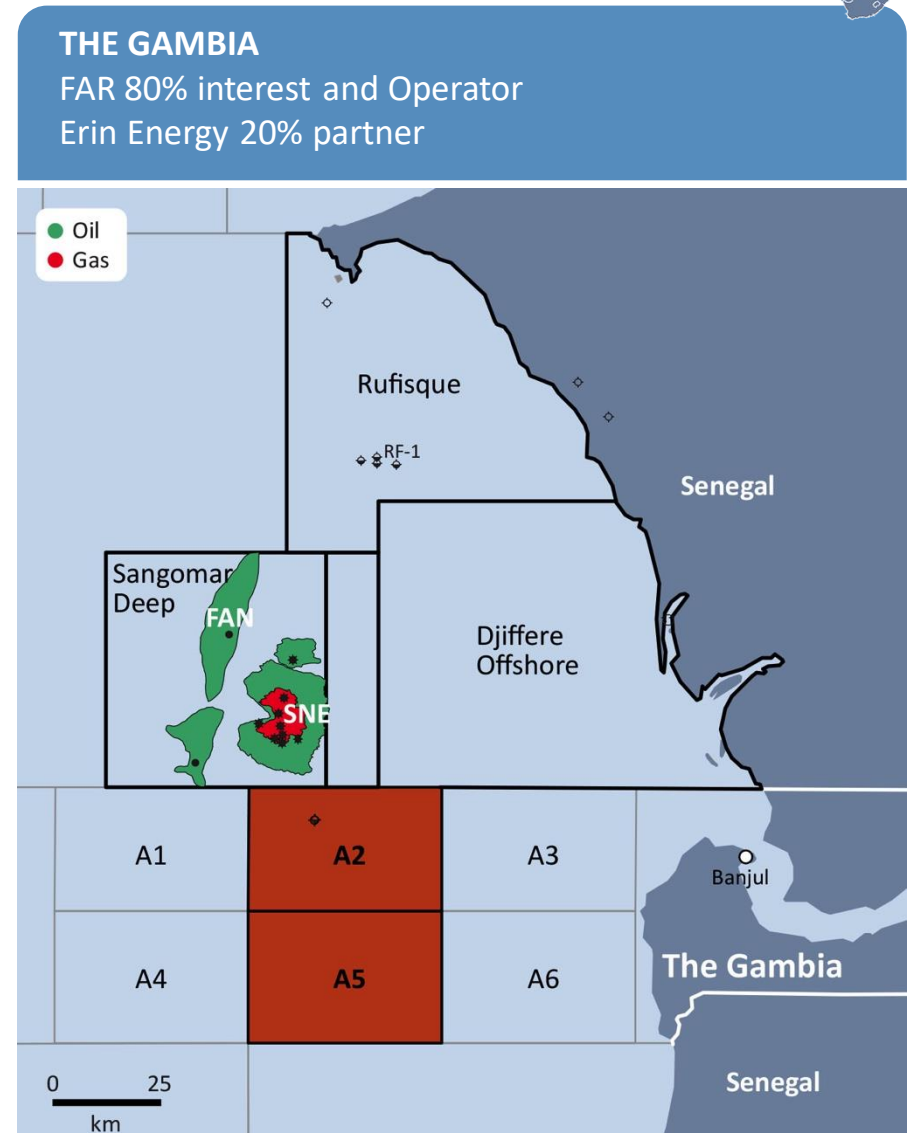 THE GAMBIA
FAR 80% interest and Operator
Erin Energy 20% partner
Oil
Gas
Rufisque
RF-1
Senegal
Sangomar
Deep
FAN
Djiffere
Offshore
SNE
A1
A2
A3
Banjul
The Gambia
A4
A5
A6
0 25
km
Senegal